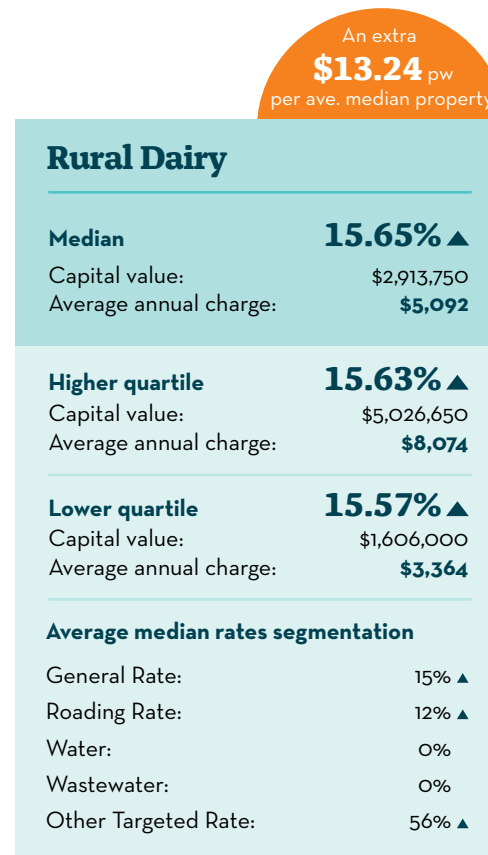 An extra
$13.24 pw
per ave. median property
Rural Dairy
Median 15.65% ▲
Capital value: $2,913,750
Average annual charge: $5,092
Higher quartile 15.63% ▲
Capital value: $5,026,650
Average annual charge: $8,074
Lower quartile 15.57% ▲
Capital value: $1,606,000
Average annual charge: $3,364
Average median rates segmentation
General Rate: 15% ▲
Roading Rate: 12% ▲
Water: 0%
Wastewater: 0%
Other Targeted Rate: 56% ▲